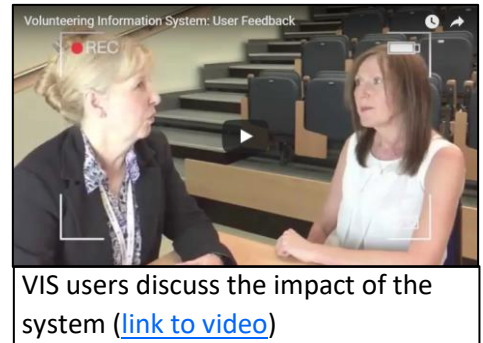 Volunteering Information System: User Feedback
REC
VIS users discuss the impact of the
system (link to video)